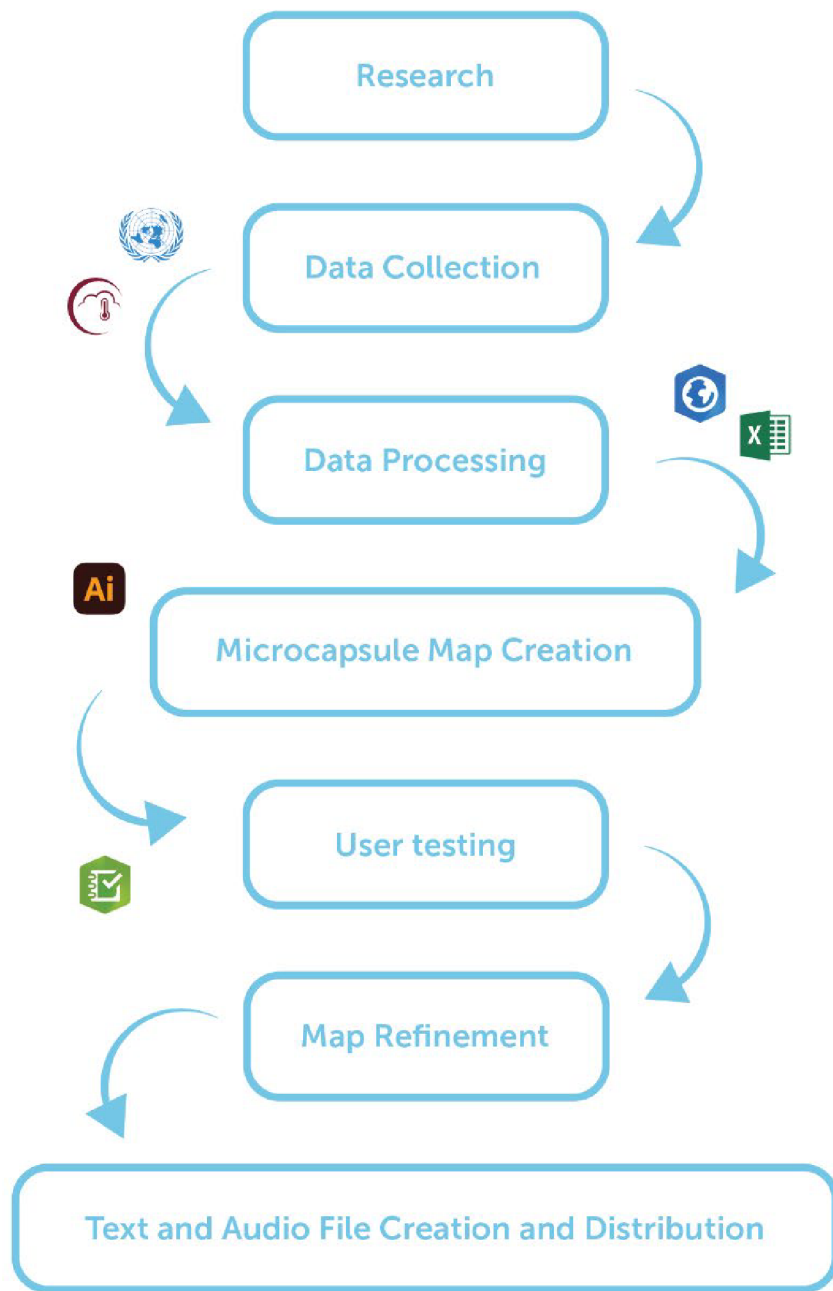 Research
Data Collection
Data Processing
X
Ai
Microcapsule Map Creation
User testing
Map Refinement
Text and Audio File Creation and Distribution